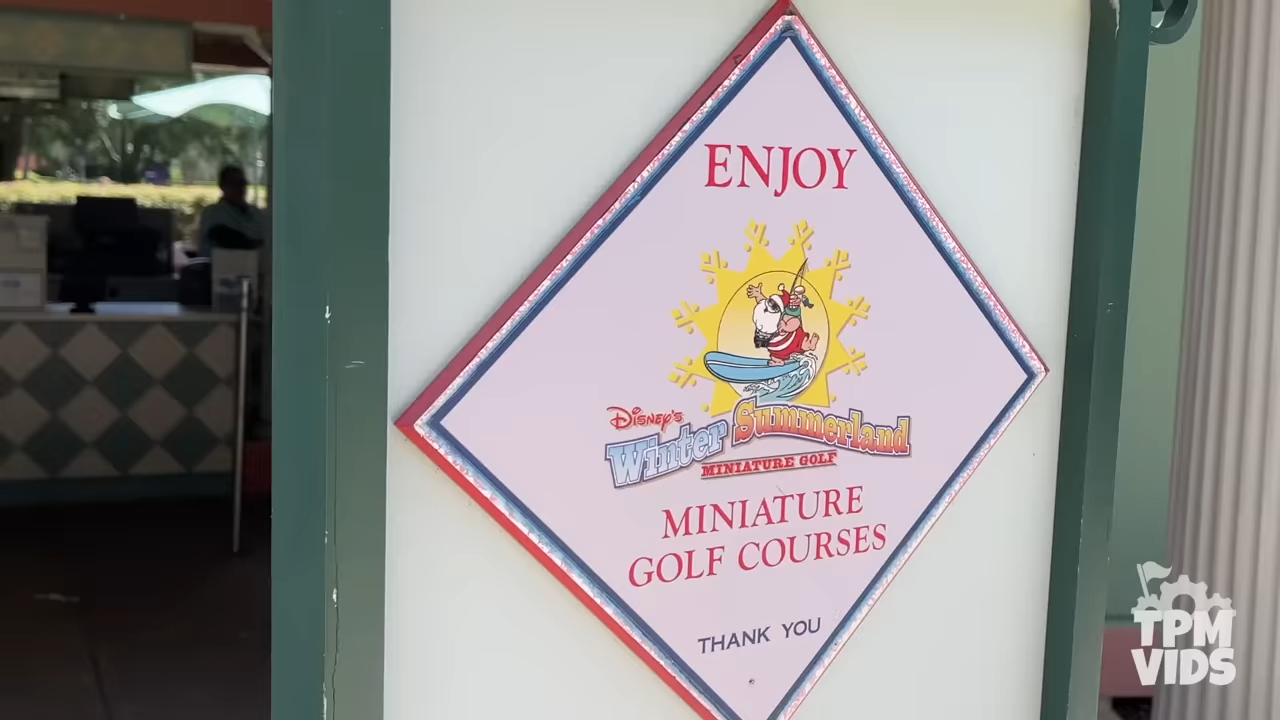 ENJOY
DISNEY'S
Winter Summerland
MINIATURE GOLF
MINIATURE
GOLF COURSES
THANK YOU
TPM
VIDS